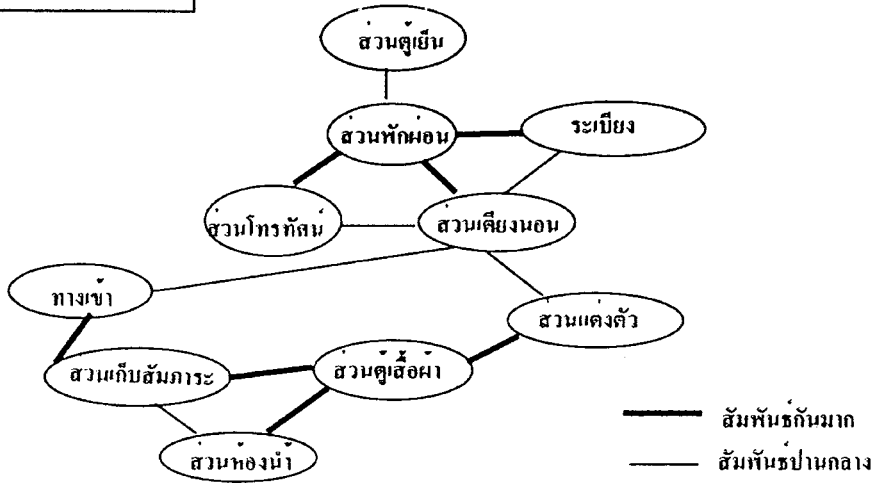 ส่วนตู้เย็น
ส่วนพักผ่อน
ระเบียง
ส่วนโทรทัศน์
ส่วนเตียงนอน
ทางเข้า
ส่วนแต่งตัว
ส่วนเก็บสัมภาระ
ส่วนตู้เสื้อผ้า
ส่วนห้องน้ำ
สัมพันธ์กันมาก
สัมพันธ์ปานกลาง